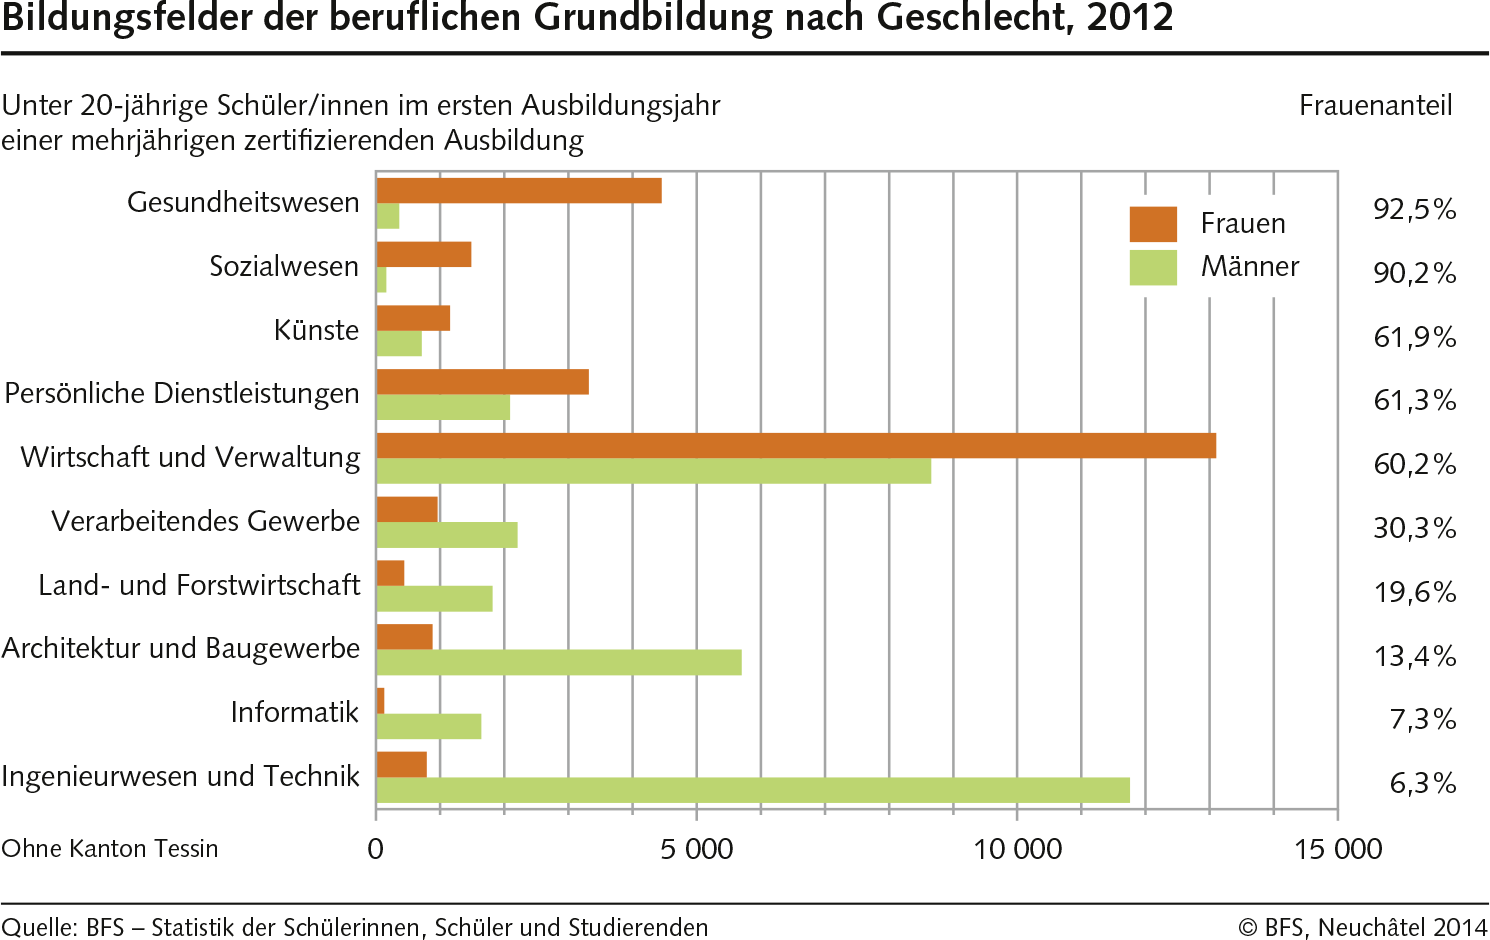 Bildungsfelder der beruflichen Grundbildung nach Geschlecht, 2012
Unter 20-jährige Schüler/innen im ersten Ausbildungsjahr
einer mehrjährigen zertifizierenden Ausbildung
Frauenanteil
Gesundheitswesen 92,5%
Sozialwesen 90,2%
Künste 61,9%
Persönliche Dienstleistungen 61,3%
Wirtschaft und Verwaltung 60,2%
Verarbeitendes Gewerbe 30,3%
Land- und Forstwirtschaft 19,6%
Architektur und Baugewerbe 13,4%
Informatik 7,3%
Ingenieurwesen und Technik 6,3%
Frauen
Männer
0 5 000 10 000 15 000
Ohne Kanton Tessin
Quelle: BFS – Statistik der Schülerinnen, Schüler und Studierenden
© BFS, Neuchâtel 2014